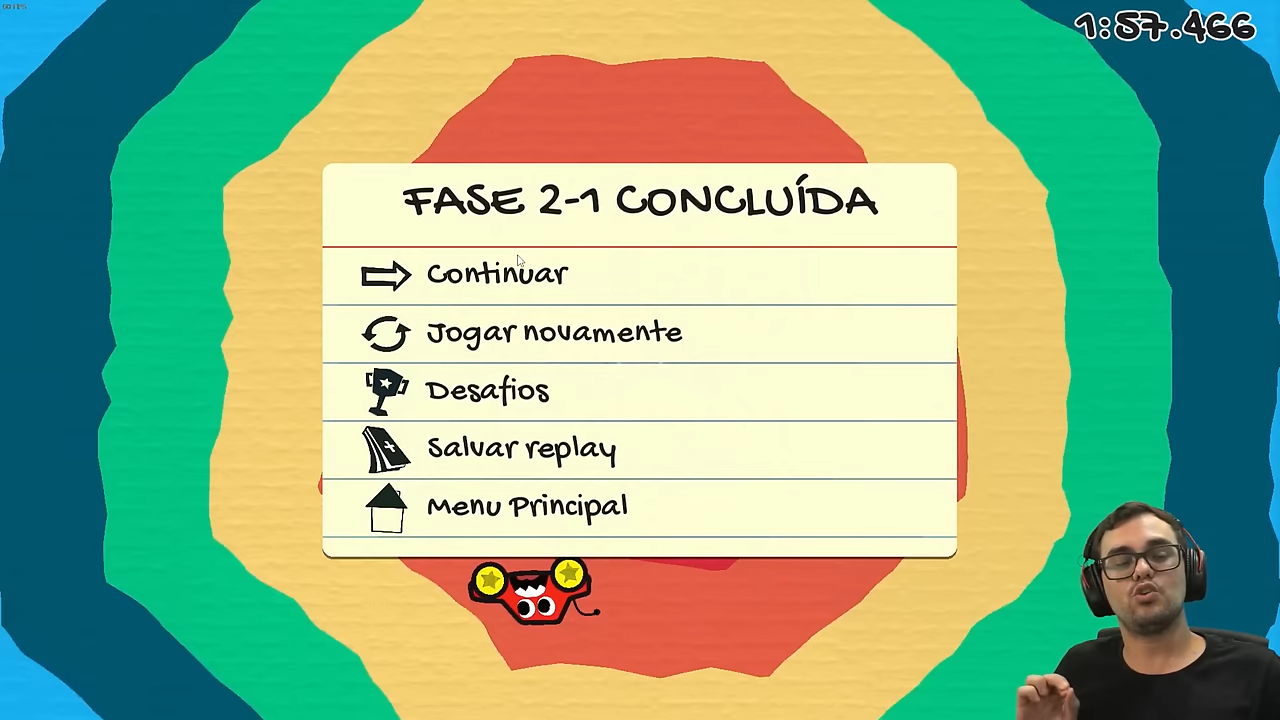 1:57.466
FASE 2-1 CONCLUÍDA
Continuar
Jogar novamente
Desafios
Salvar replay
Menu Principal